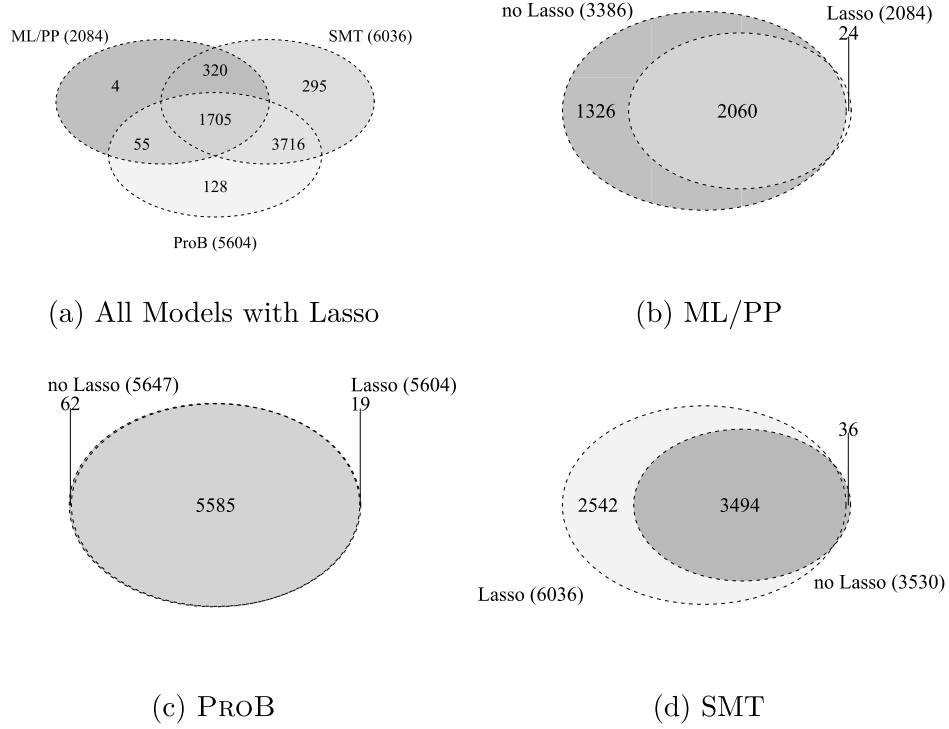 ML/PP (2084)
SMT (6036)
4
320
295
1705
55
3716
128
ProB (5604)
(a) All Models with Lasso
no Lasso (3386)
Lasso (2084)
24
1326
2060
(b) ML/PP
no Lasso (5647)
62
Lasso (5604)
19
5585
(c) PROB
36
2542
3494
Lasso (6036)
no Lasso (3530)
(d) SMT